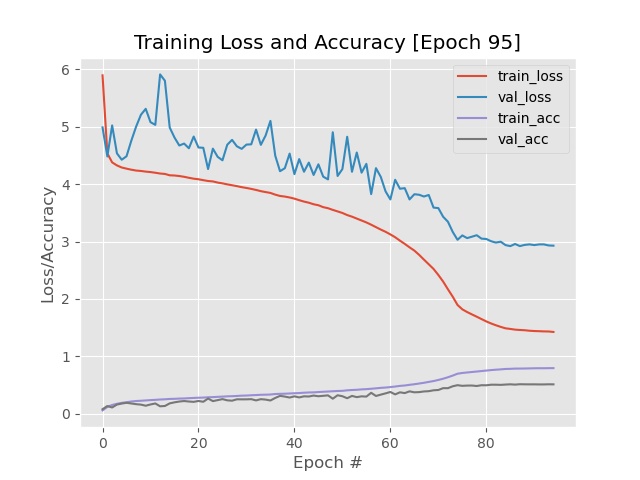 Training Loss and Accuracy [Epoch 95]
train_loss
val_loss
train_acc
val_acc
6
5
4
3
2
1
0
Loss/Accuracy
0 20 40 60 80
Epoch #